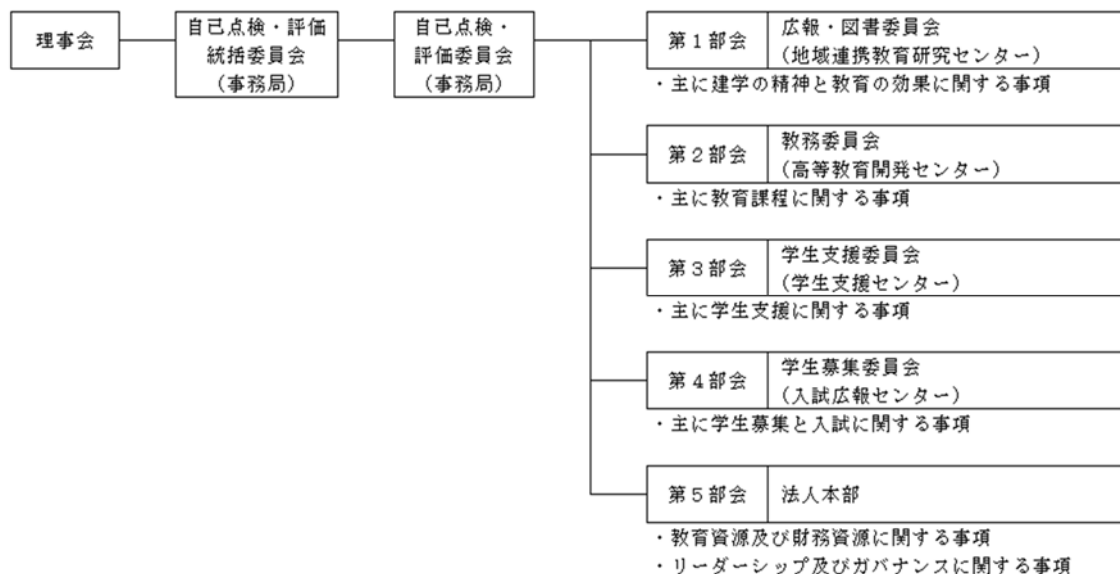 理事会
自己点検・評価
統括委員会
(事務局)
自己点検・
評価委員会
(事務局)
第1部会
広報・図書委員会
(地域連携教育研究センター)
・主に建学の精神と教育の効果に関する事項
第2部会
教務委員会
(高等教育開発センター)
・主に教育課程に関する事項
第3部会
学生支援委員会
(学生支援センター)
・主に学生支援に関する事項
第4部会
学生募集委員会
(入試広報センター)
・主に学生募集と入試に関する事項
第5部会
法人本部
・教育資源及び財務資源に関する事項
・リーダーシップ及びガバナンスに関する事項